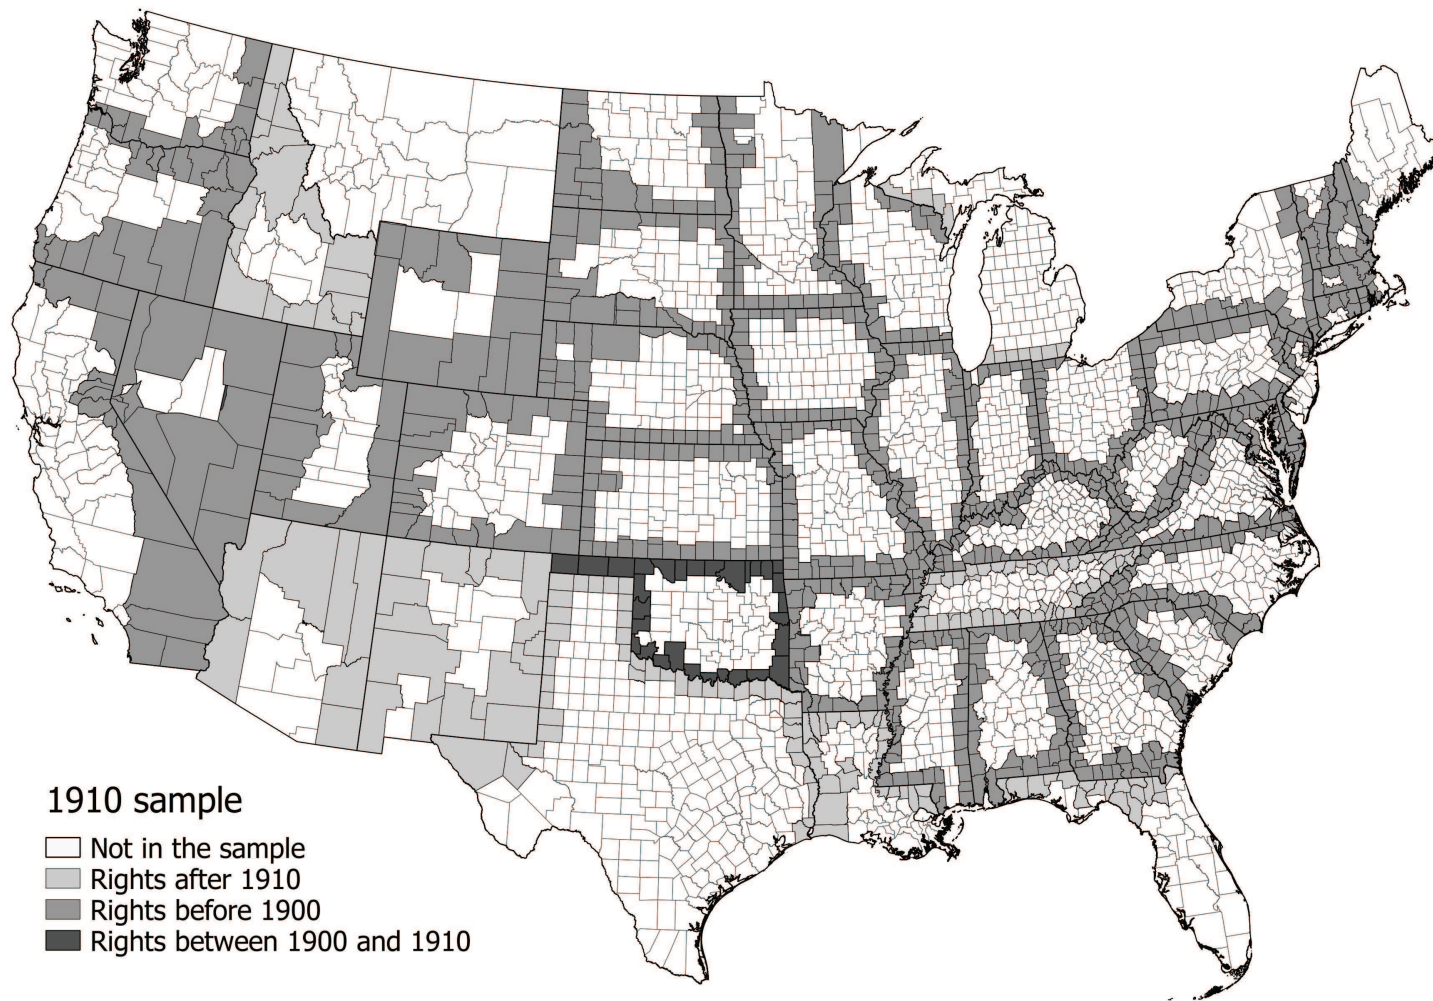 1910 sample
Not in the sample
Rights after 1910
Rights before 1900
Rights between 1900 and 1910